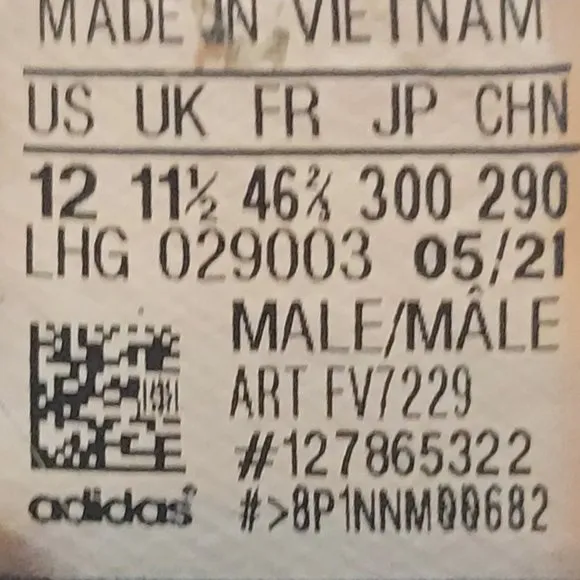 MADE IN VIETNAM
US UK FR JP CHN
12 11½ 46⅔ 300 290
LHG 029003 05/21
MALE/MÂLE
ART FV7229
#127865322
adidas #>8P1NNM00682